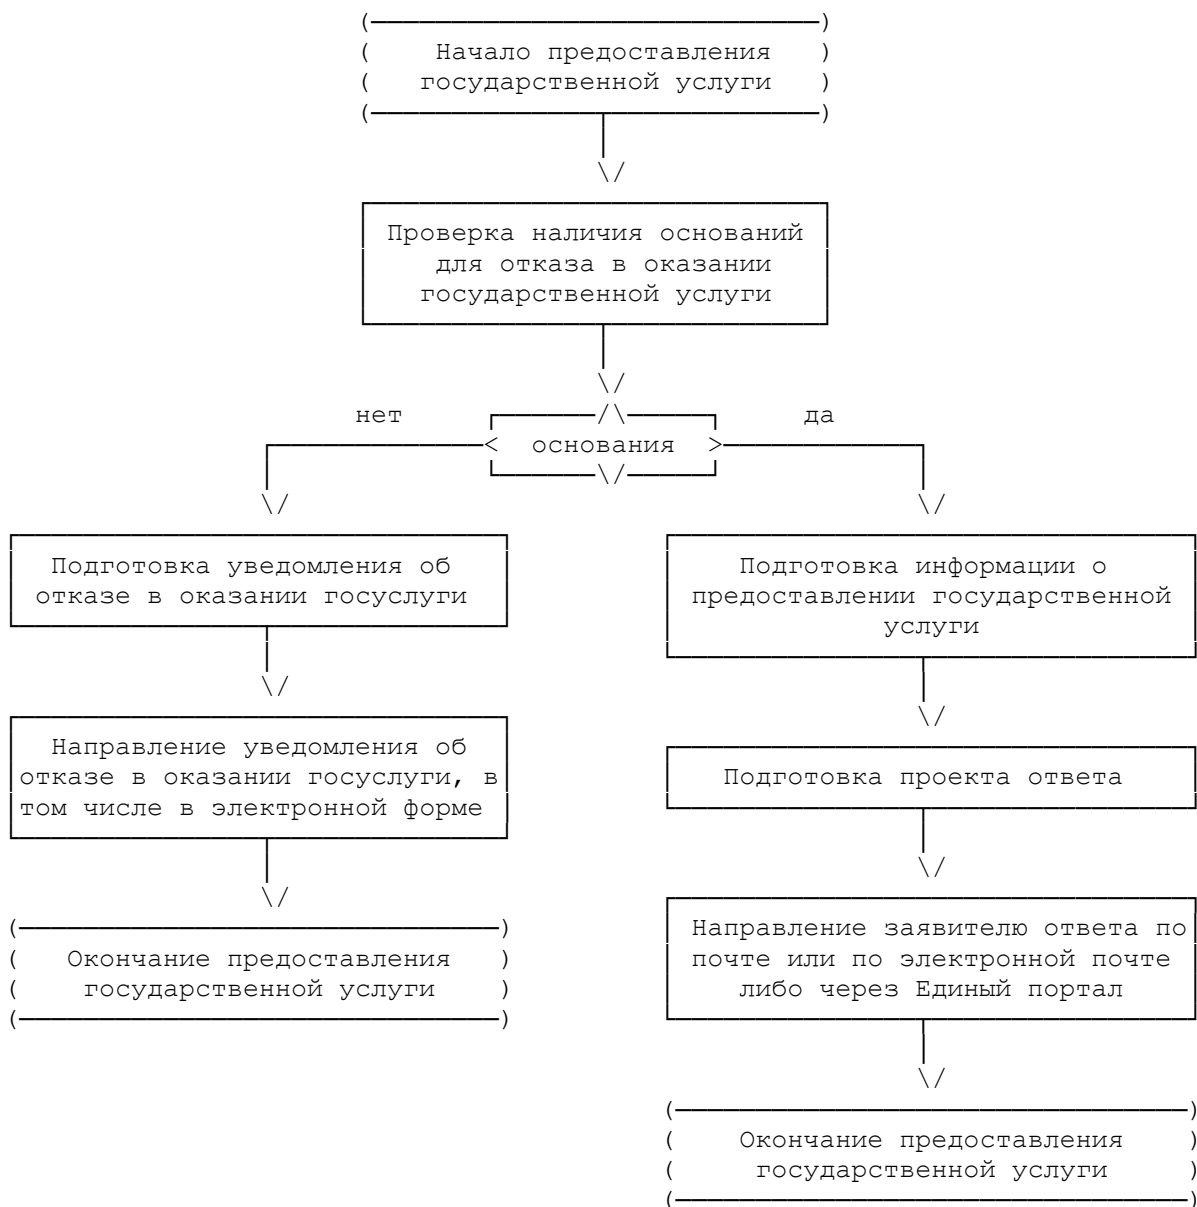 Начало предоставления
государственной услуги
Проверка наличия оснований
для отказа в оказании
государственной услуги
нет
основания
да
Подготовка уведомления об
отказе в оказании госуслуги
Направление уведомления об
отказе в оказании госуслуги, в
том числе в электронной форме
Окончание предоставления
государственной услуги
Подготовка информации о
предоставлении государственной
услуги
Подготовка проекта ответа
Направление заявителю ответа по
почте или по электронной почте
либо через Единый портал
Окончание предоставления
государственной услуги